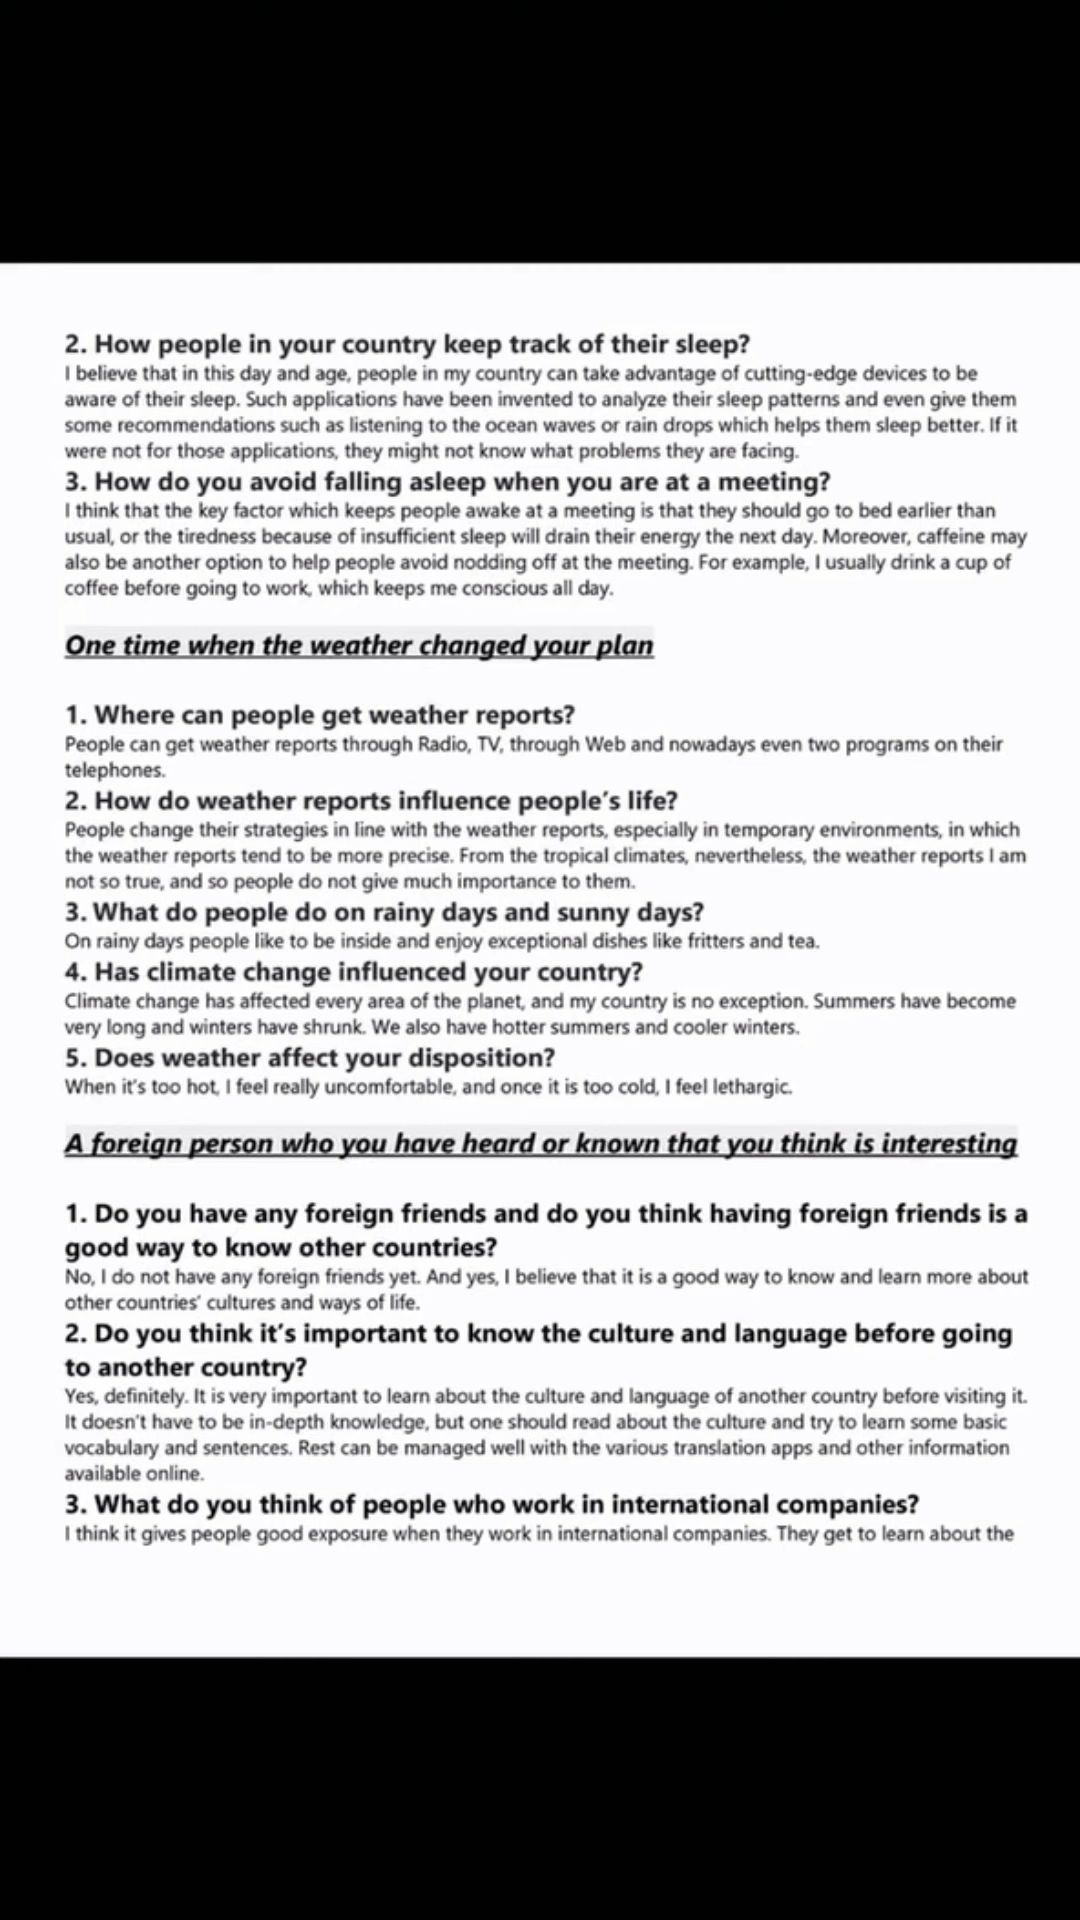 2. How people in your country keep track of their sleep?
I believe that in this day and age, people in my country can take advantage of cutting-edge devices to be
aware of their sleep. Such applications have been invented to analyze their sleep patterns and even give them
some recommendations such as listening to the ocean waves or rain drops which helps them sleep better. If it
were not for those applications, they might not know what problems they are facing.
3. How do you avoid falling asleep when you are at a meeting?
I think that the key factor which keeps people awake at a meeting is that they should go to bed earlier than
usual, or the tiredness because of insufficient sleep will drain their energy the next day. Moreover, caffeine may
also be another option to help people avoid nodding off at the meeting. For example, I usually drink a cup of
coffee before going to work, which keeps me conscious all day.
One time when the weather changed your plan
1. Where can people get weather reports?
People can get weather reports through Radio, TV, through Web and nowadays even two programs on their
telephones.
2. How do weather reports influence people's life?
People change their strategies in line with the weather reports, especially in temporary environments, in which
the weather reports tend to be more precise. From the tropical climates, nevertheless, the weather reports I am
not so true, and so people do not give much importance to them.
3. What do people do on rainy days and sunny days?
On rainy days people like to be inside and enjoy exceptional dishes like fritters and tea.
4. Has climate change influenced your country?
Climate change has affected every area of the planet, and my country is no exception. Summers have become
very long and winters have shrunk. We also have hotter summers and cooler winters.
5. Does weather affect your disposition?
When it's too hot, I feel really uncomfortable, and once it is too cold, I feel lethargic.
A foreign person who you have heard or known that you think is interesting
1. Do you have any foreign friends and do you think having foreign friends is a
good way to know other countries?
No, I do not have any foreign friends yet. And yes, I believe that it is a good way to know and learn more about
other countries' cultures and ways of life.
2. Do you think it's important to know the culture and language before going
to another country?
Yes, definitely. It is very important to learn about the culture and language of another country before visiting it.
It doesn't have to be in-depth knowledge, but one should read about the culture and try to learn some basic
vocabulary and sentences. Rest can be managed well with the various translation apps and other information
available online.
3. What do you think of people who work in international companies?
I think it gives people good exposure when they work in international companies. They get to learn about the